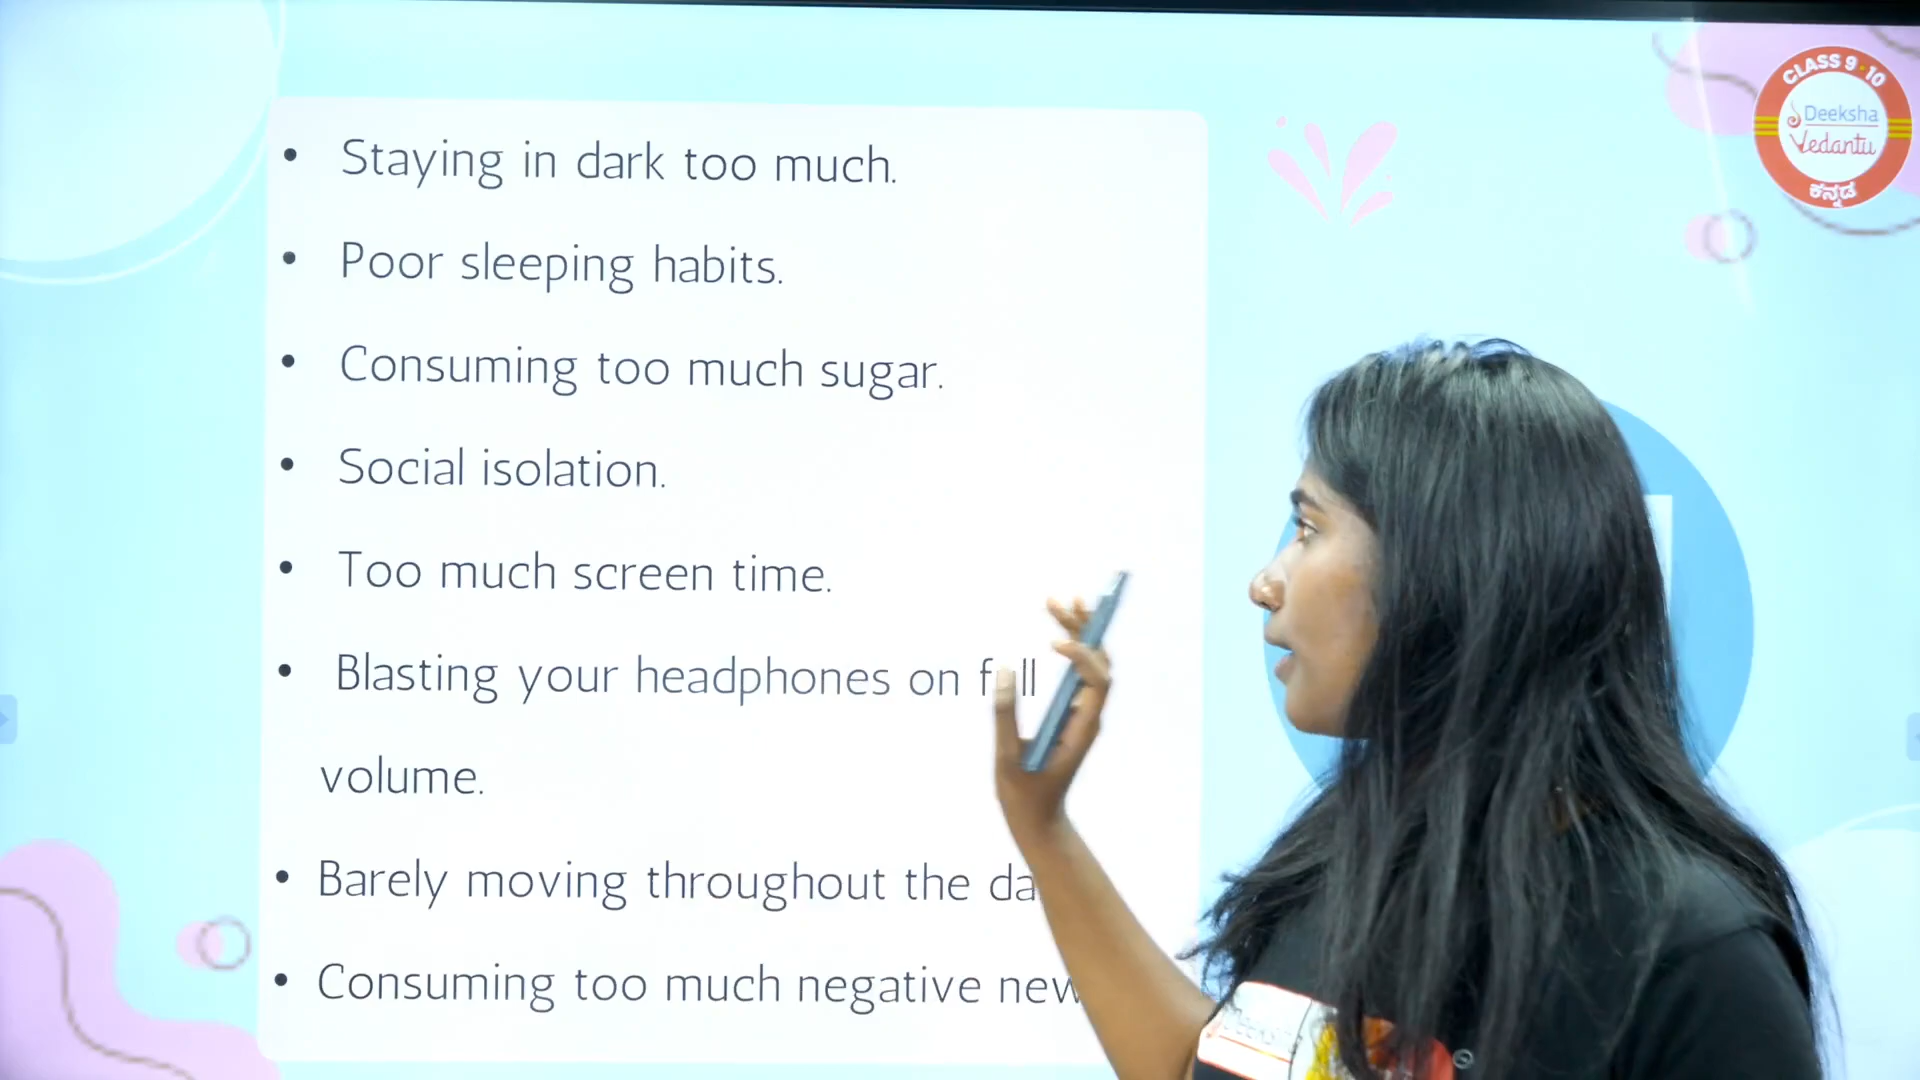 CLASS 9-10
Deeksha
Vedantu
ಕನ್ನಡ
• Staying in dark too much.
• Poor sleeping habits.
• Consuming too much sugar.
• Social isolation.
• Too much screen time.
• Blasting your headphones on full
volume.
• Barely moving throughout the
• Consuming too much negative
Deeksha